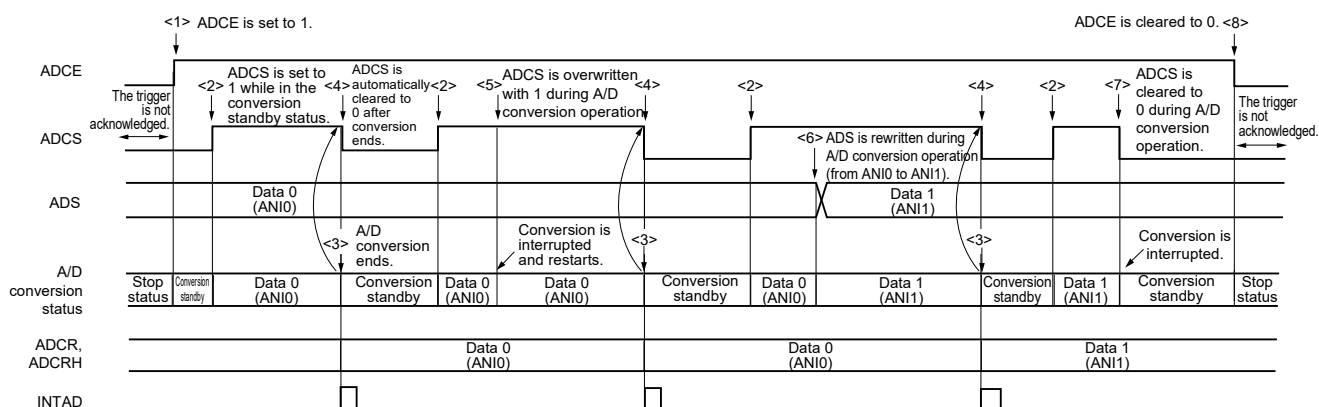 <1> ADCE is set to 1.
ADCE is cleared to 0. <8>
ADCE
The trigger
is not
acknowledged.
<2>
ADCS is set to
1 while in the
conversion
standby status.
<4>
ADCS is
automatically
cleared to
0 after
conversion
ends.
<2>
<5>
ADCS is overwritten
with 1 during A/D
conversion operation
<4>
<2>
<4>
<2>
<7>
ADCS is
cleared to
0 during A/D
conversion
operation.
The trigger
is not
acknowledged.
ADCS
<6> ADS is rewritten during
A/D conversion operation
(from ANI0 to ANI1).
ADS
Data 0
(ANI0)
Data 1
(ANI1)
<3>
A/D
conversion
ends.
Conversion is
interrupted
and restarts.
<3>
<3>
Conversion is
interrupted.
A/D
conversion
status
Stop
status
Conversion
standby
Data 0
(ANI0)
Conversion
standby
Data 0
(ANI0)
Data 0
(ANI0)
Conversion
standby
Data 0
(ANI0)
Data 1
(ANI1)
Conversion
standby
Data 1
(ANI1)
Conversion
standby
Stop
status
ADCR,
ADCRH
Data 0
(ANI0)
Data 0
(ANI0)
Data 1
(ANI1)
INTAD